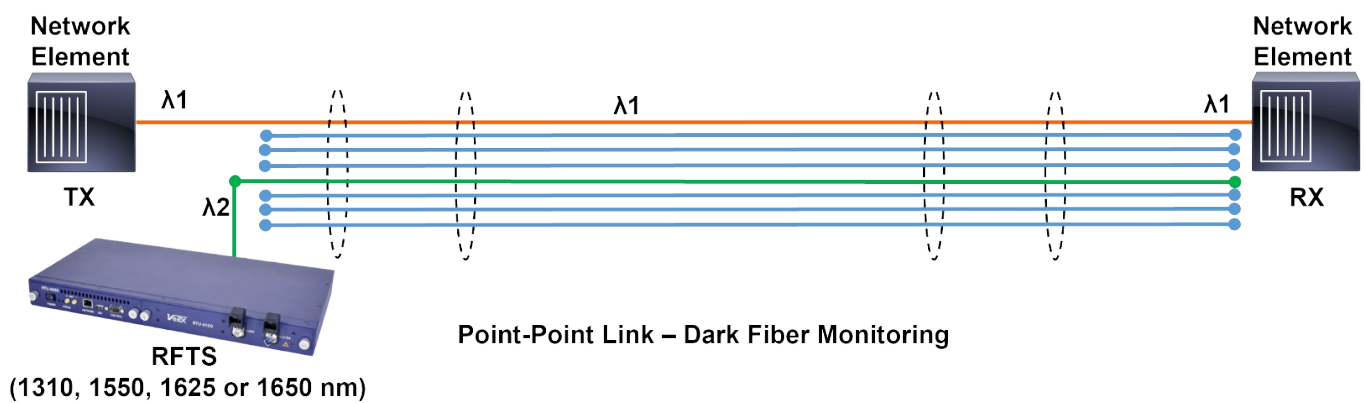 Network
Element
Network
Element
λ1
λ1
λ1
TX
RX
λ2
VeEX
Point-Point Link – Dark Fiber Monitoring
RFTS
(1310, 1550, 1625 or 1650 nm)